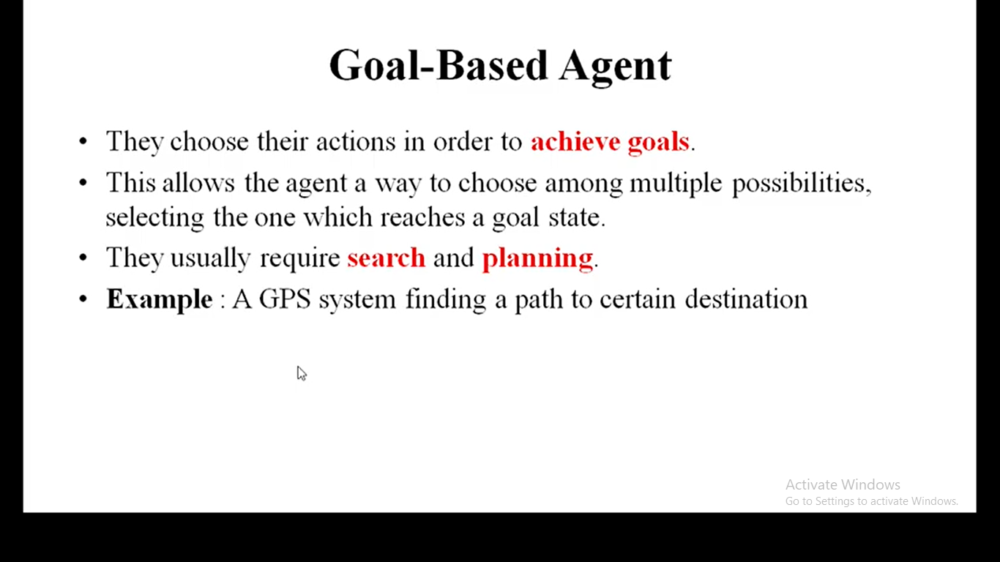 Goal-Based Agent
• They choose their actions in order to achieve goals.
• This allows the agent a way to choose among multiple possibilities,
selecting the one which reaches a goal state.
• They usually require search and planning.
• Example : A GPS system finding a path to certain destination
Activate Windows
Go to Settings to activate Windows.